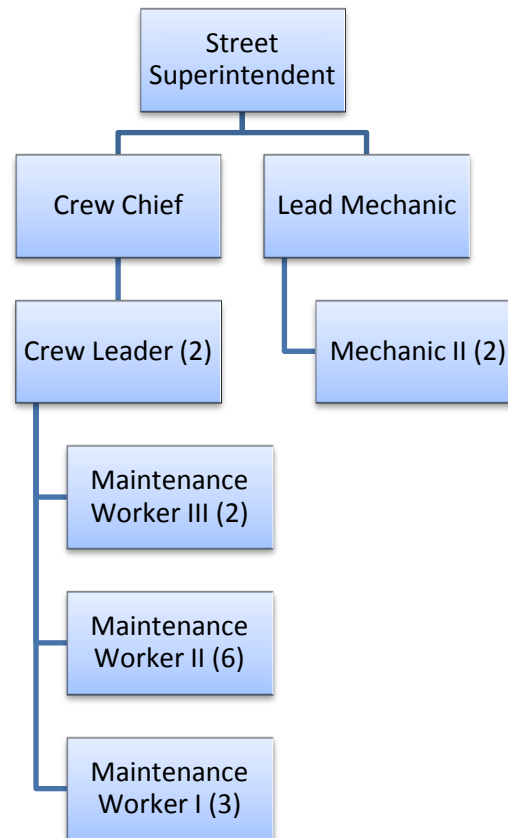 Street
Superintendent
Crew Chief
Lead Mechanic
Crew Leader (2)
Mechanic II (2)
Maintenance
Worker III (2)
Maintenance
Worker II (6)
Maintenance
Worker I (3)